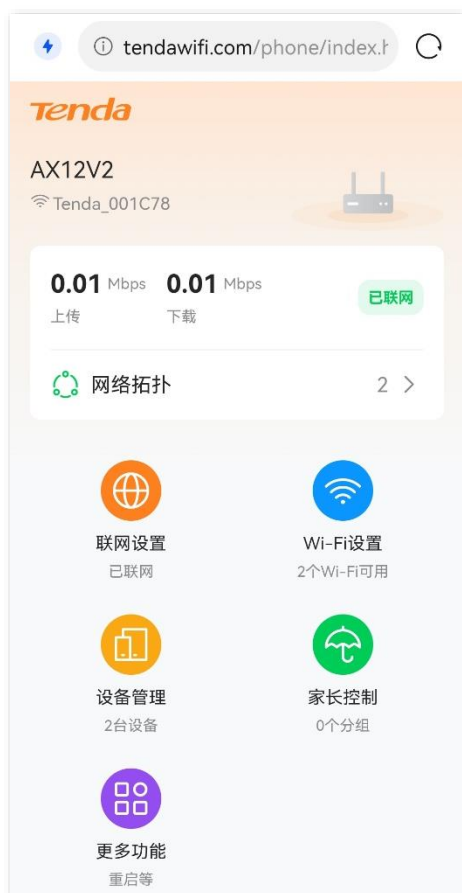 tendawifi.com/phone/index.h
Tenda
AX12V2
Tenda_001C78
0.01 Mbps 0.01 Mbps
已联网
上传 下载
网络拓扑 2
联网设置 Wi-Fi设置
已联网 2个Wi-Fi可用
设备管理 家长控制
2台设备 0个分组
更多功能
重启等